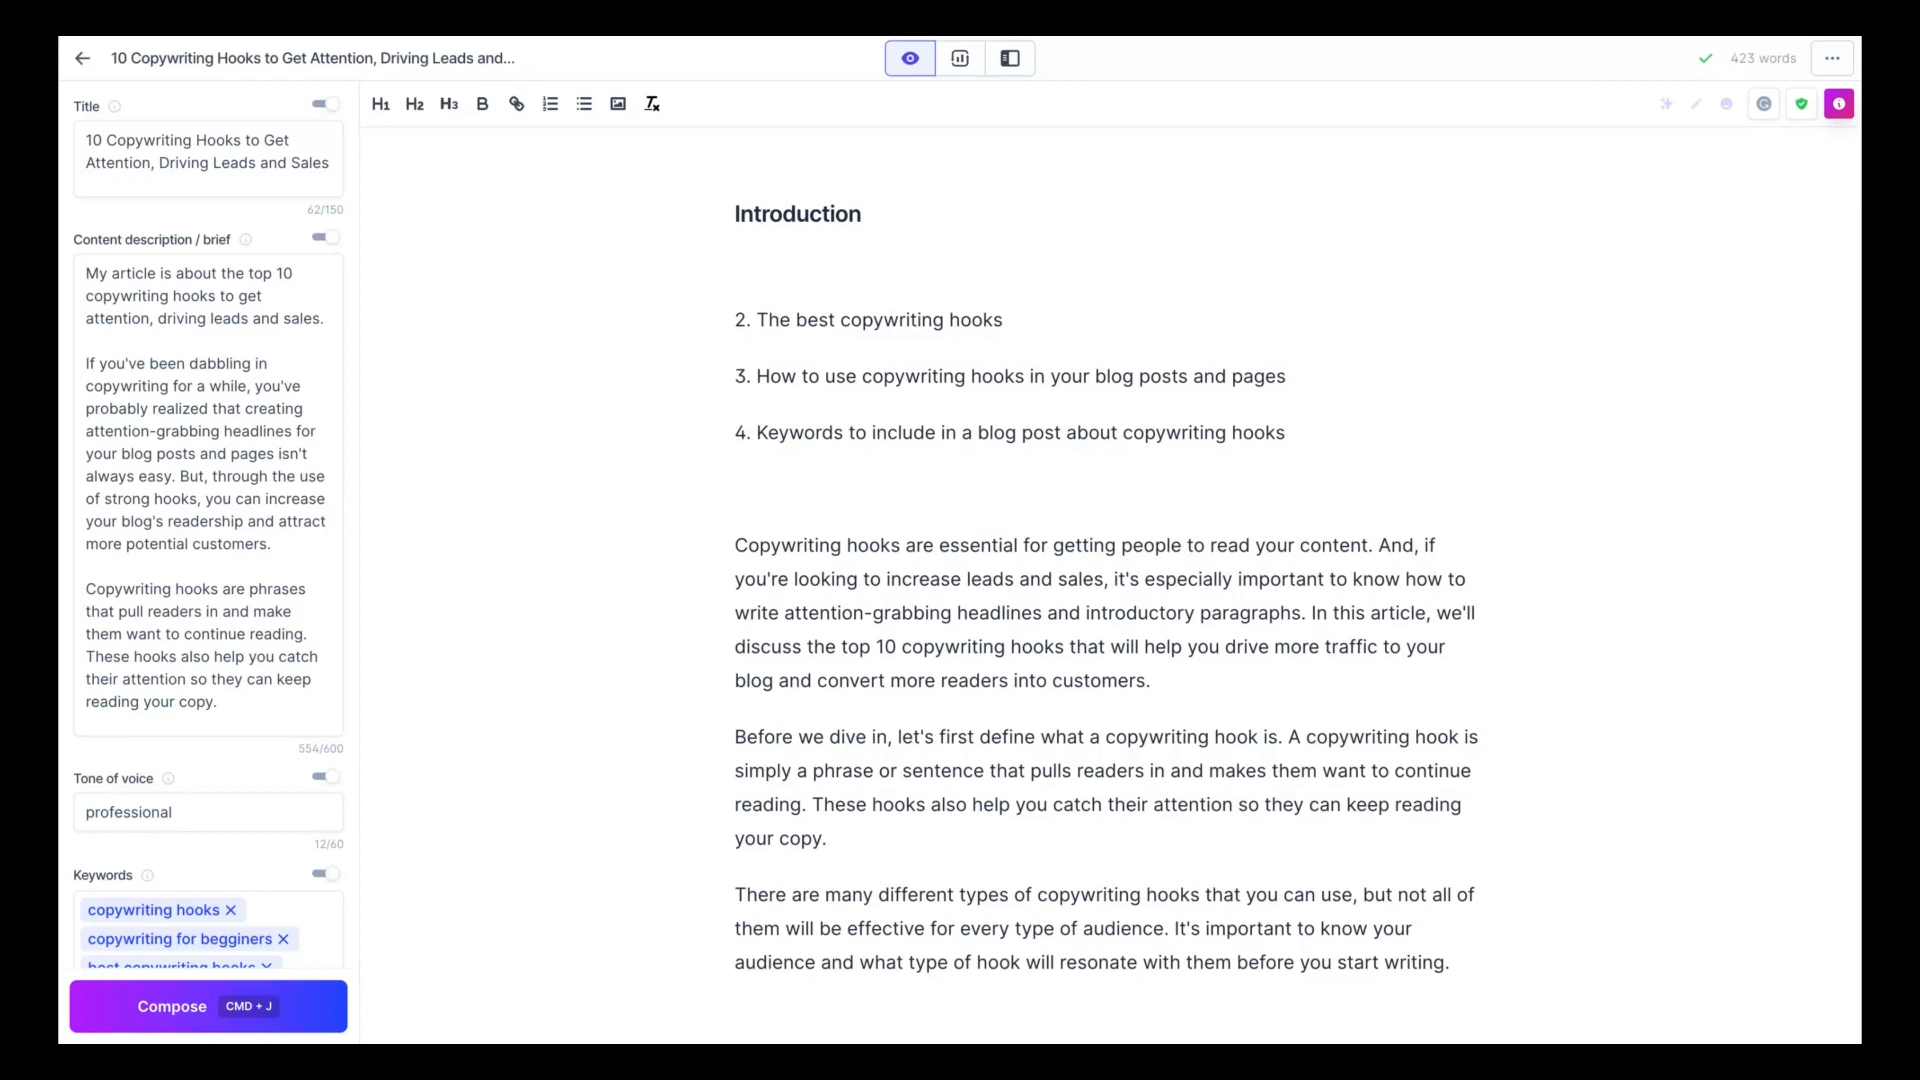 10 Copywriting Hooks to Get Attention, Driving Leads and...
423 words
Title
10 Copywriting Hooks to Get
Attention, Driving Leads and Sales
62/150
Content description / brief
My article is about the top 10
copywriting hooks to get
attention, driving leads and sales.
If you've been dabbling in
copywriting for a while, you've
probably realized that creating
attention-grabbing headlines for
your blog posts and pages isn't
always easy. But, through the use
of strong hooks, you can increase
your blog's readership and attract
more potential customers.
Copywriting hooks are phrases
that pull readers in and make
them want to continue reading.
These hooks also help you catch
their attention so they can keep
reading your copy.
554/600
Tone of voice
professional
12/60
Keywords
copywriting hooks
copywriting for begginers
best copywriting hooks
Compose CMD + J
H1 H2 H3 B
Introduction
2. The best copywriting hooks
3. How to use copywriting hooks in your blog posts and pages
4. Keywords to include in a blog post about copywriting hooks
Copywriting hooks are essential for getting people to read your content. And, if
you're looking to increase leads and sales, it's especially important to know how to
write attention-grabbing headlines and introductory paragraphs. In this article, we'll
discuss the top 10 copywriting hooks that will help you drive more traffic to your
blog and convert more readers into customers.
Before we dive in, let's first define what a copywriting hook is. A copywriting hook is
simply a phrase or sentence that pulls readers in and makes them want to continue
reading. These hooks also help you catch their attention so they can keep reading
your copy.
There are many different types of copywriting hooks that you can use, but not all of
them will be effective for every type of audience. It's important to know your
audience and what type of hook will resonate with them before you start writing.